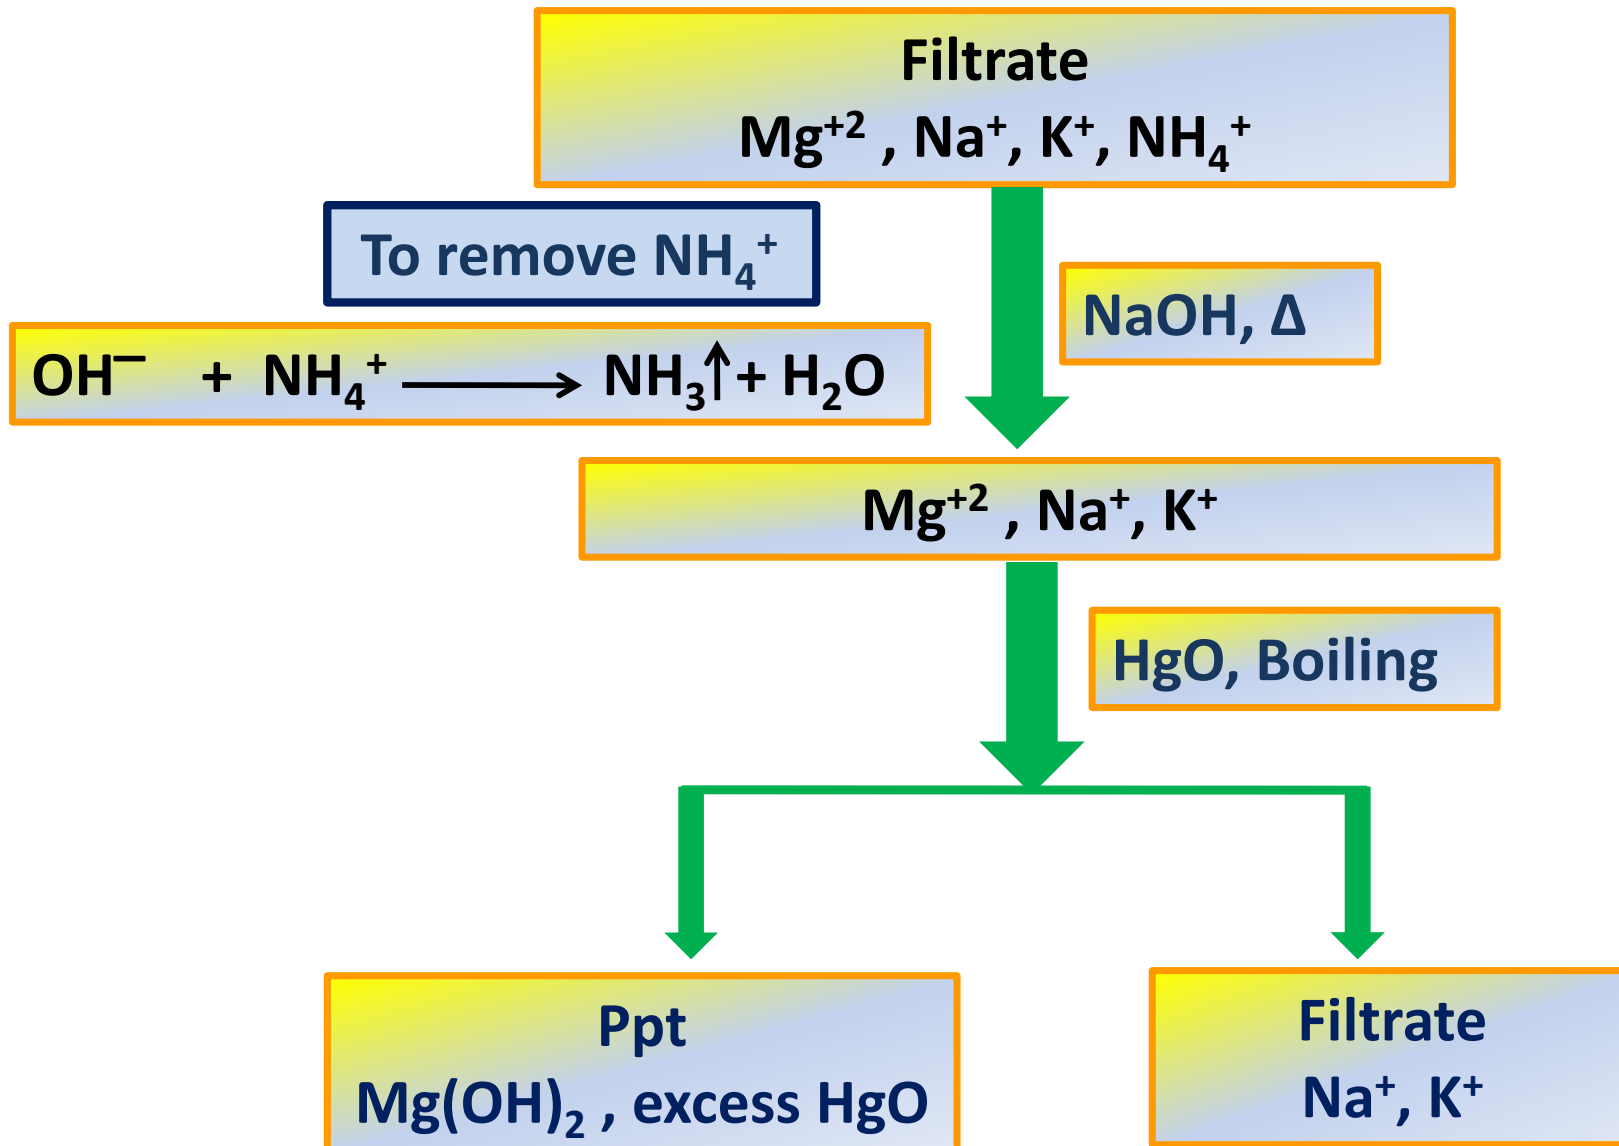 Filtrate
Mg⁺² , Na⁺, K⁺, NH₄⁺
To remove NH₄⁺
NaOH, Δ
OH⁻ + NH₄⁺ ⟶ NH₃↑ + H₂O
Mg⁺² , Na⁺, K⁺
HgO, Boiling
Ppt
Mg(OH)₂ , excess HgO
Filtrate
Na⁺, K⁺